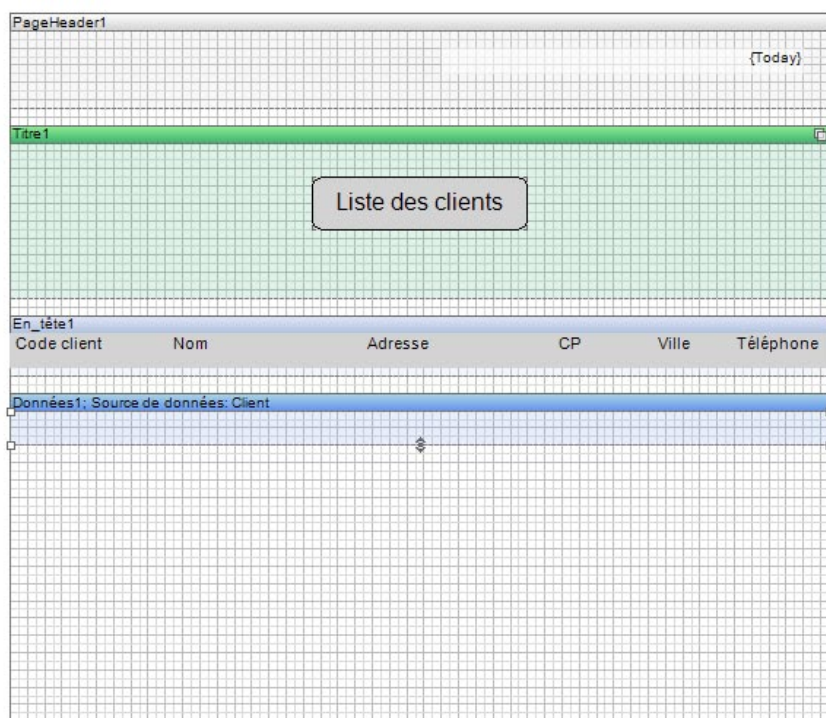 PageHeader1
{Today}
Titre1
Liste des clients
En_tête1
Code client Nom Adresse CP Ville Téléphone
Données1; Source de données: Client